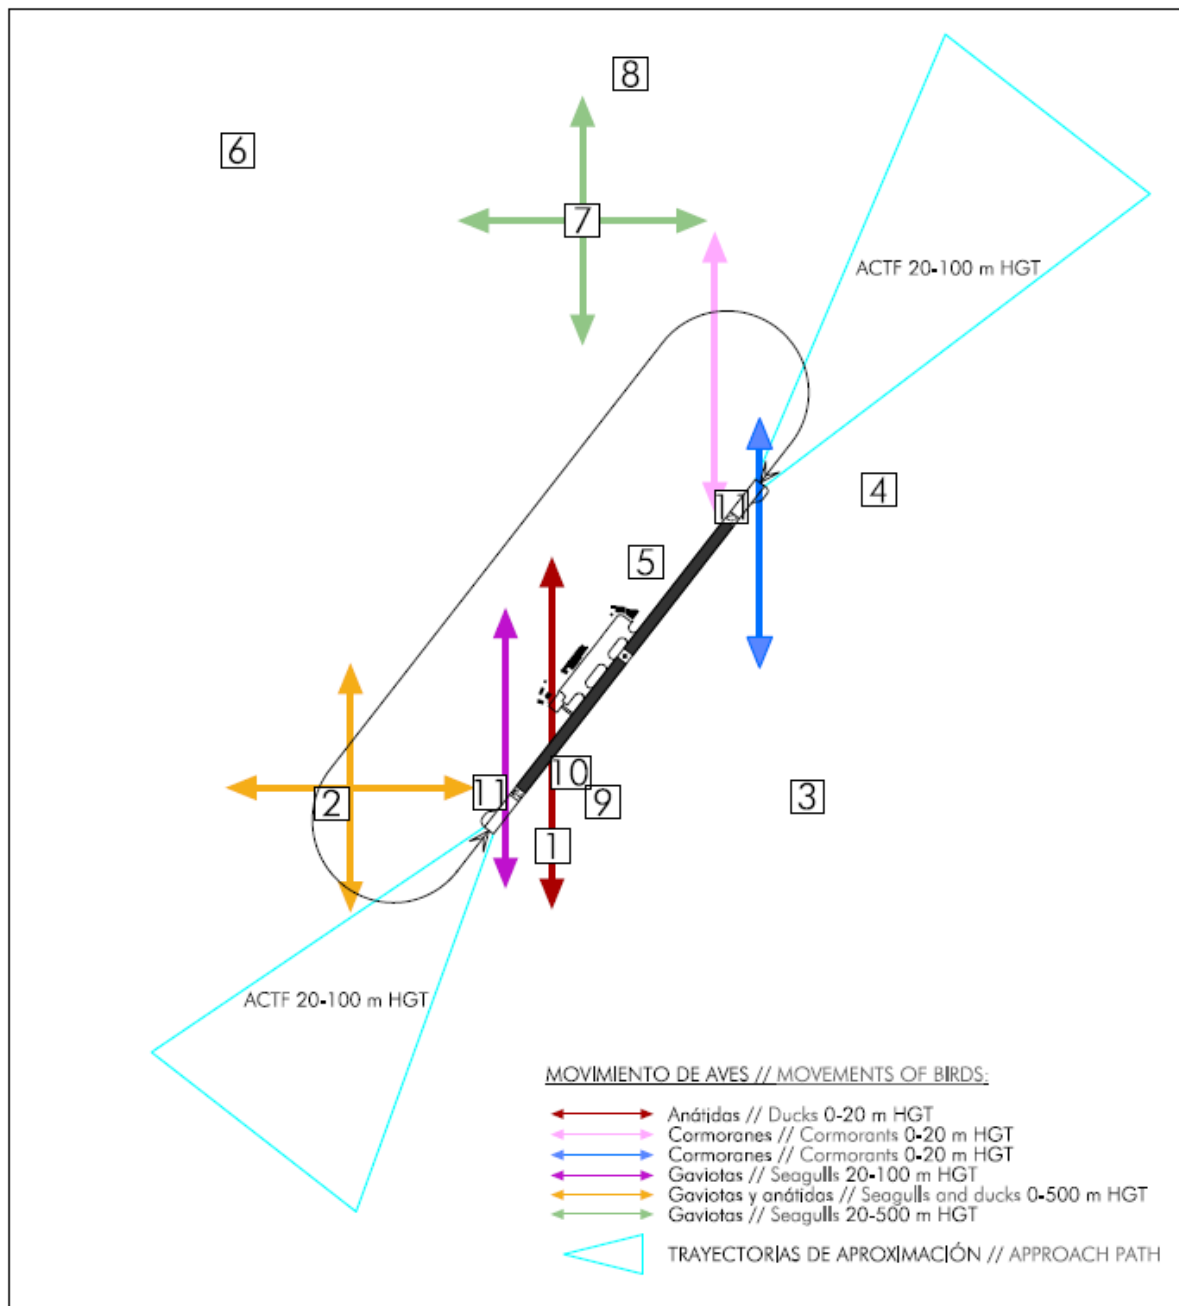 8
6
7
ACTF 20-100 m HGT
4
11
5
10
11
2
9
3
1
ACTF 20-100 m HGT
MOVIMIENTO DE AVES // MOVEMENTS OF BIRDS:
Anátidas // Ducks 0-20 m HGT
Cormoranes // Cormorants 0-20 m HGT
Cormoranes // Cormorants 0-20 m HGT
Gaviotas // Seagulls 20-100 m HGT
Gaviotas y anátidas // Seagulls and ducks 0-500 m HGT
Gaviotas // Seagulls 20-500 m HGT
TRAYECTORIAS DE APROXIMACIÓN // APPROACH PATH